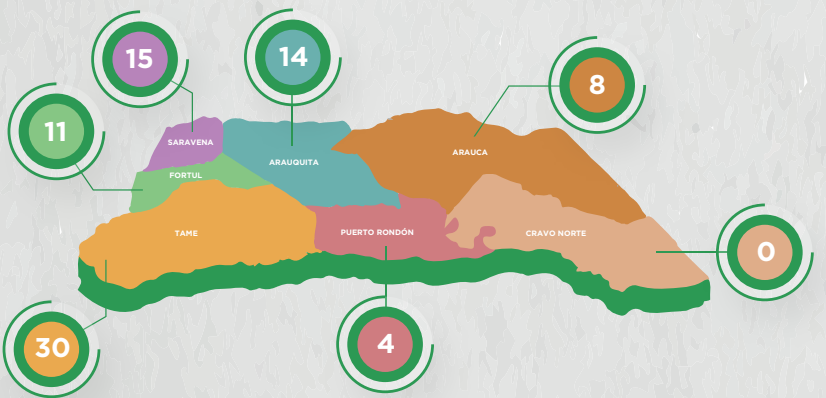 15
14
8
11
SARAVENA
ARAUCA
ARAUQUITA
FORTUL
TAME
PUERTO RONDÓN
CRAVO NORTE
0
30
4